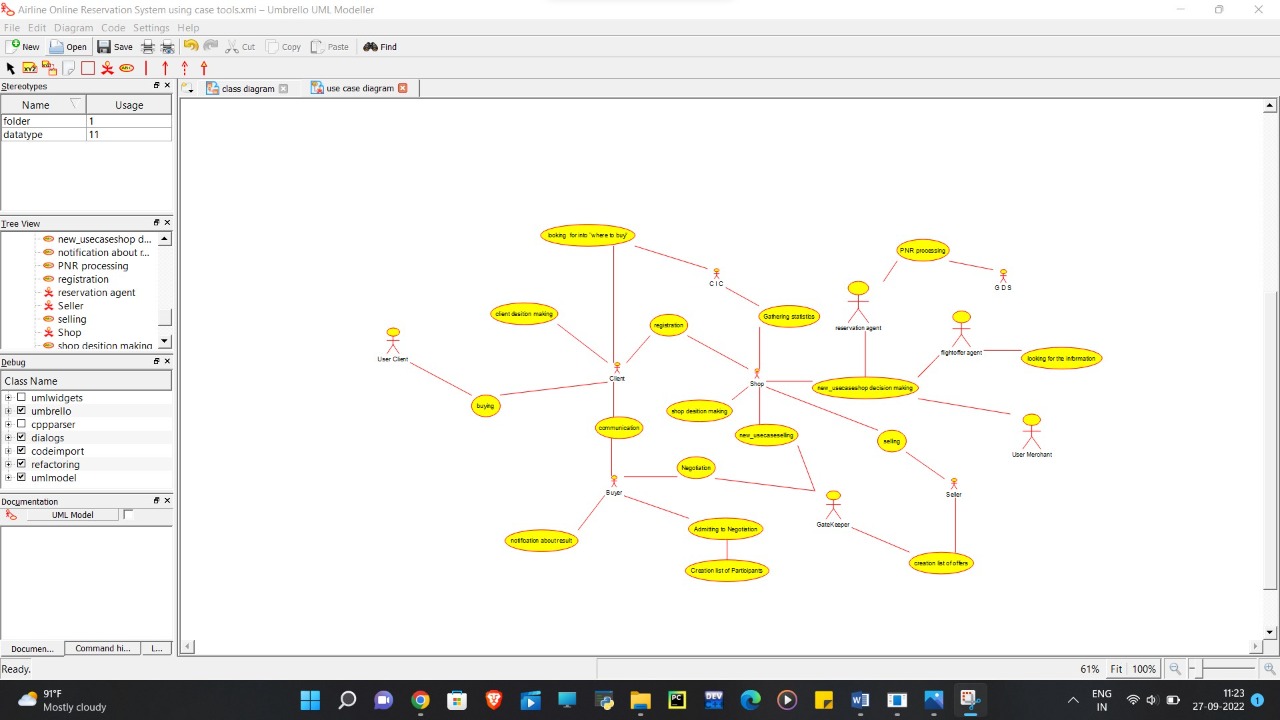 Airline Online Reservation System using case tools.xmi – Umbrello UML Modeller
File Edit Diagram Code Settings Help
New Open Save Cut Copy Paste Find
Stereotypes
Name Usage
folder 1
datatype 11
Tree View
new_usecaseshop d...
notification about r...
PNR processing
registration
reservation agent
Seller
selling
Shop
shop desition making
Debug
Class Name
umlwidgets
umbrello
cppparser
dialogs
codeimport
refactoring
umlmodel
Documentation
UML Model
Documen... Command hi... L...
class diagram
use case diagram
looking for into "where to buy"
PNR processing
C I C
G D S
client desition making
registration
Gathering statistics
reservation agent
User Client
flightoffer agent
looking for the information
Client
Shop
new_usecaseshop decision making
buying
shop desition making
communication
new_usecaseselling
selling
User Merchant
Negotiation
Buyer
Seller
GateKeeper
notification about result
Admitting to Negotiation
Creation list of Participants
creation list of offers
Ready.
61% Fit 100%
91°F
Mostly cloudy
ENG
IN
11:23
27-09-2022
1